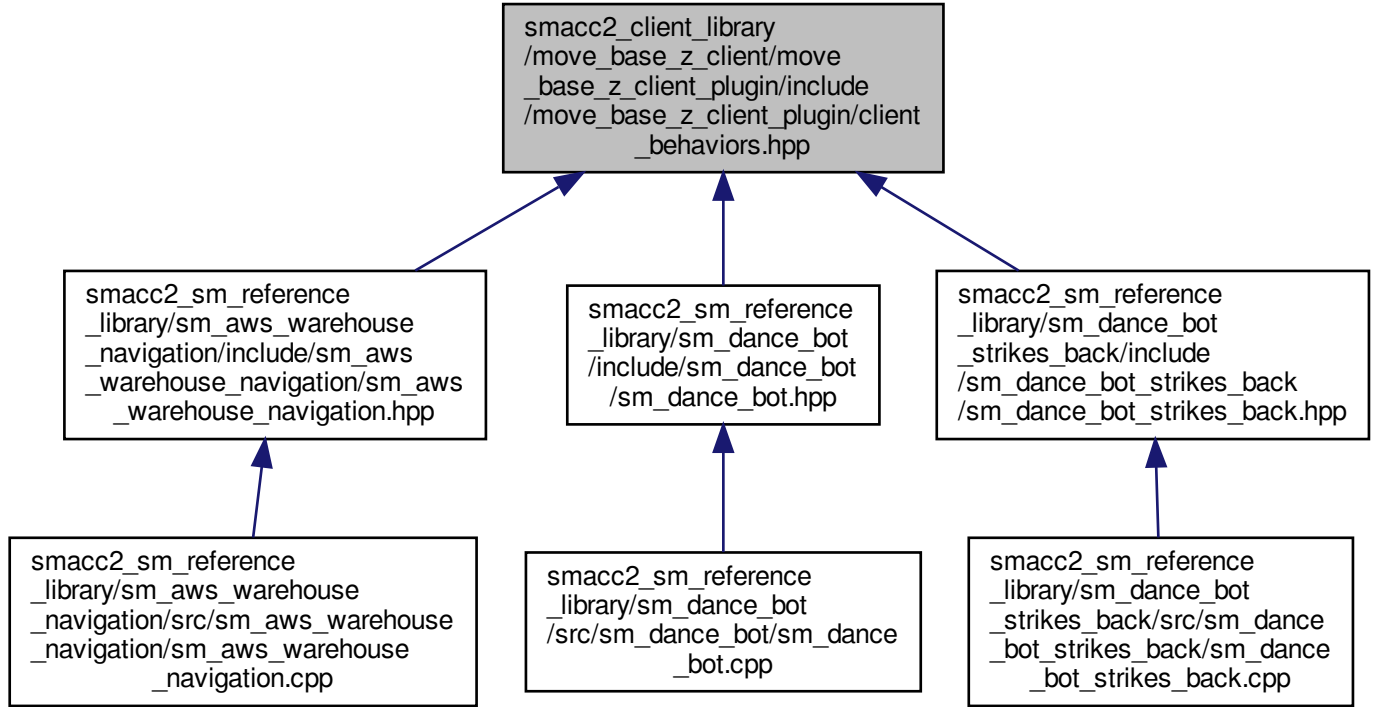 smacc2_client_library
/move_base_z_client/move
_base_z_client_plugin/include
/move_base_z_client_plugin/client
_behaviors.hpp
smacc2_sm_reference
_library/sm_aws_warehouse
_navigation/include/sm_aws
_warehouse_navigation/sm_aws
_warehouse_navigation.hpp
smacc2_sm_reference
_library/sm_dance_bot
/include/sm_dance_bot
/sm_dance_bot.hpp
smacc2_sm_reference
_library/sm_dance_bot
_strikes_back/include
/sm_dance_bot_strikes_back
/sm_dance_bot_strikes_back.hpp
smacc2_sm_reference
_library/sm_aws_warehouse
_navigation/src/sm_aws_warehouse
_navigation/sm_aws_warehouse
_navigation.cpp
smacc2_sm_reference
_library/sm_dance_bot
/src/sm_dance_bot/sm_dance
_bot.cpp
smacc2_sm_reference
_library/sm_dance_bot
_strikes_back/src/sm_dance
_bot_strikes_back/sm_dance
_bot_strikes_back.cpp